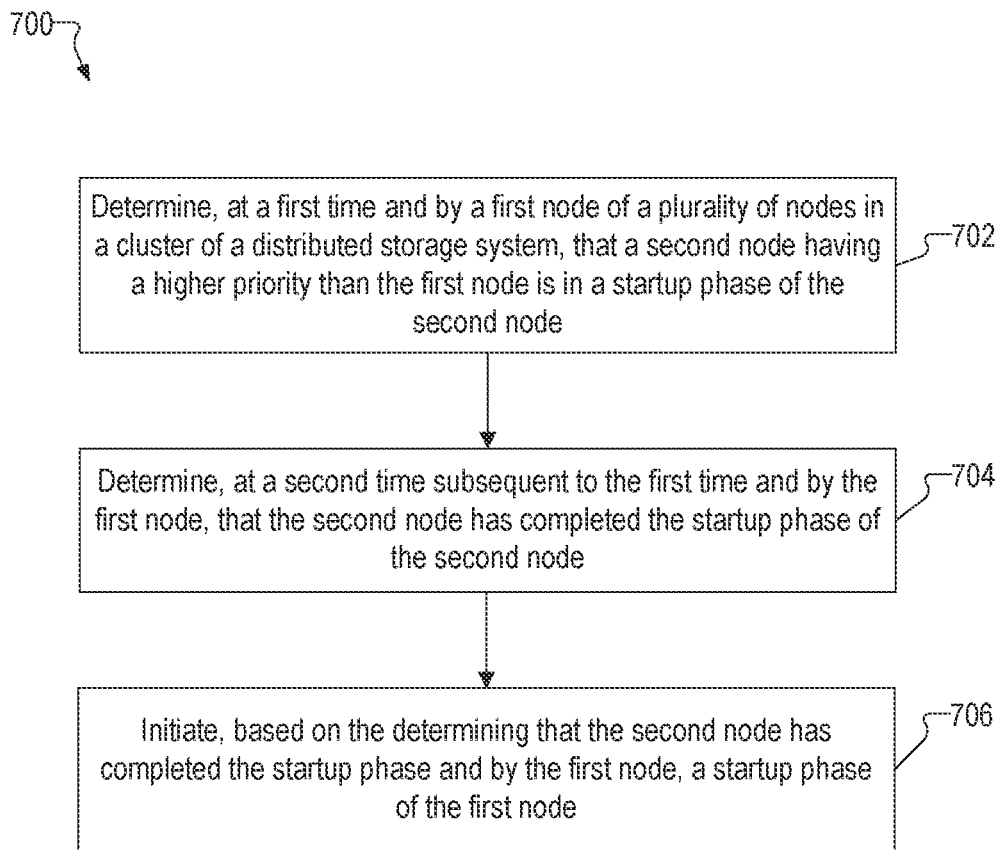 700
Determine, at a first time and by a first node of a plurality of nodes in
a cluster of a distributed storage system, that a second node having
a higher priority than the first node is in a startup phase of the
second node
702
Determine, at a second time subsequent to the first time and by the
first node, that the second node has completed the startup phase of
the second node
704
Initiate, based on the determining that the second node has
completed the startup phase and by the first node, a startup phase
of the first node
706